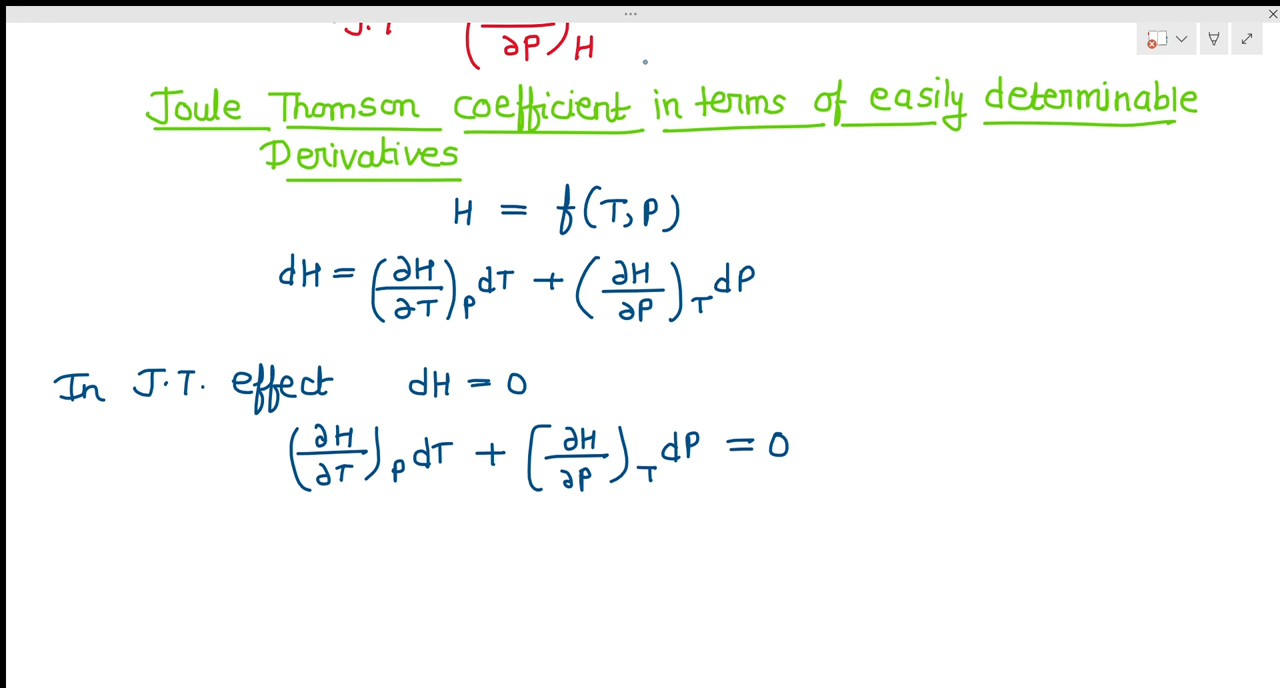 J.T (∂P)H
Joule Thomson coefficient in terms of easily determinable
Derivatives
H = f(T,P)
dH = (∂H/∂T)P dT + (∂H/∂P)T dP
In J.T. effect dH = 0
(∂H/∂T)P dT + (∂H/∂P)T dP = 0